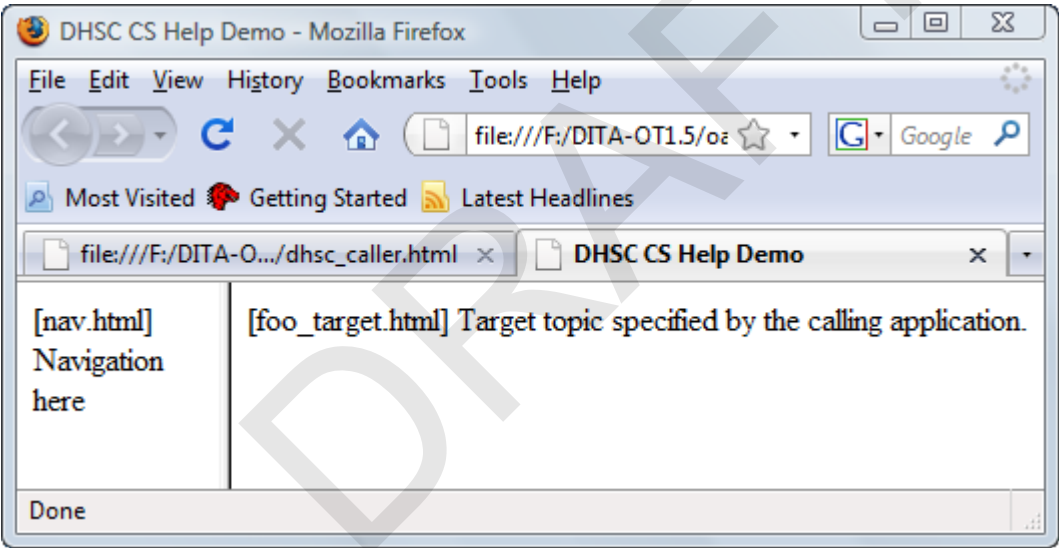 DHSC CS Help Demo - Mozilla Firefox
File Edit View History Bookmarks Tools Help
file:///F:/DITA-OT1.5/oa G Google
Most Visited Getting Started Latest Headlines
file:///F:/DITA-O.../dhsc_caller.html DHSC CS Help Demo
[nav.html]
Navigation
here
[foo_target.html] Target topic specified by the calling application.
Done
DRAF